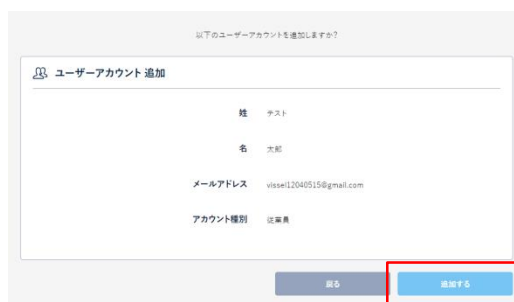 以下のユーザーアカウントを追加しますか?
ユーザーアカウント 追加
姓 テスト
名 太郎
メールアドレス vissel12040515@gmail.com
アカウント種別 従業員
戻る 追加する